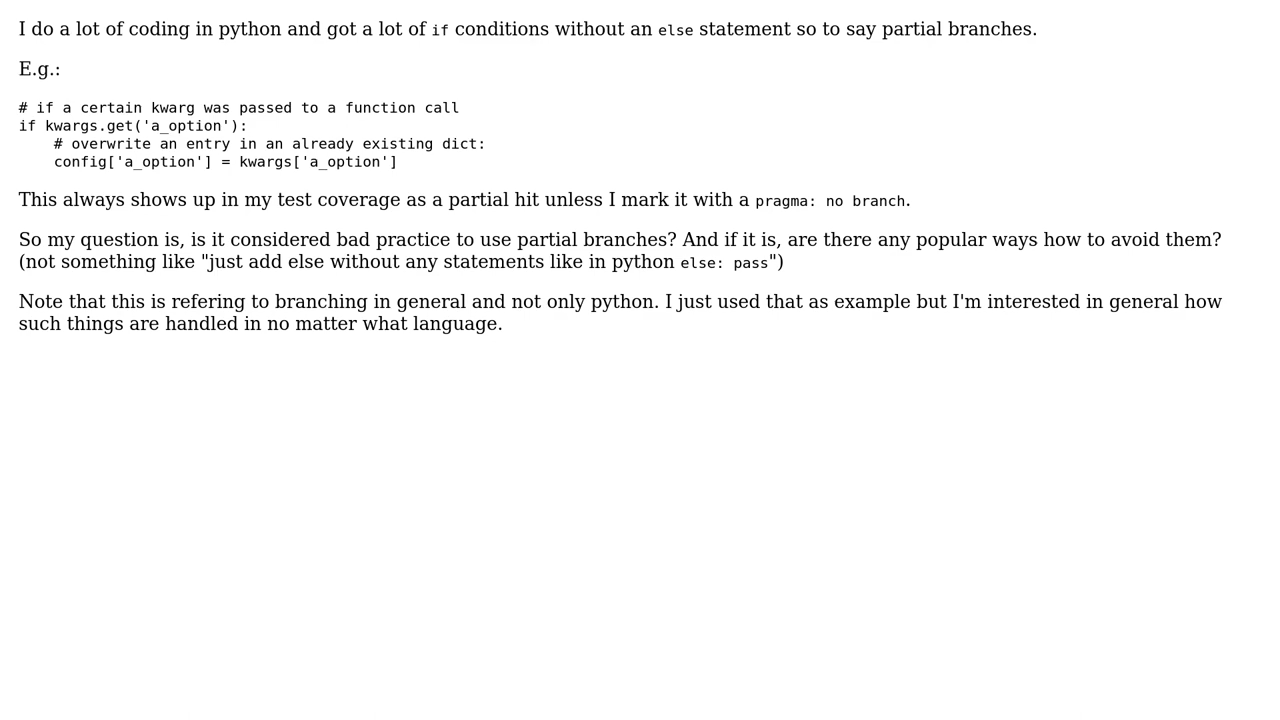 I do a lot of coding in python and got a lot of if conditions without an else statement so to say partial branches.
E.g.:
# if a certain kwarg was passed to a function call
if kwargs.get('a_option'):
    # overwrite an entry in an already existing dict:
    config['a_option'] = kwargs['a_option']
This always shows up in my test coverage as a partial hit unless I mark it with a pragma: no branch.
So my question is, is it considered bad practice to use partial branches? And if it is, are there any popular ways how to avoid them?
(not something like "just add else without any statements like in python else: pass")
Note that this is refering to branching in general and not only python. I just used that as example but I'm interested in general how
such things are handled in no matter what language.